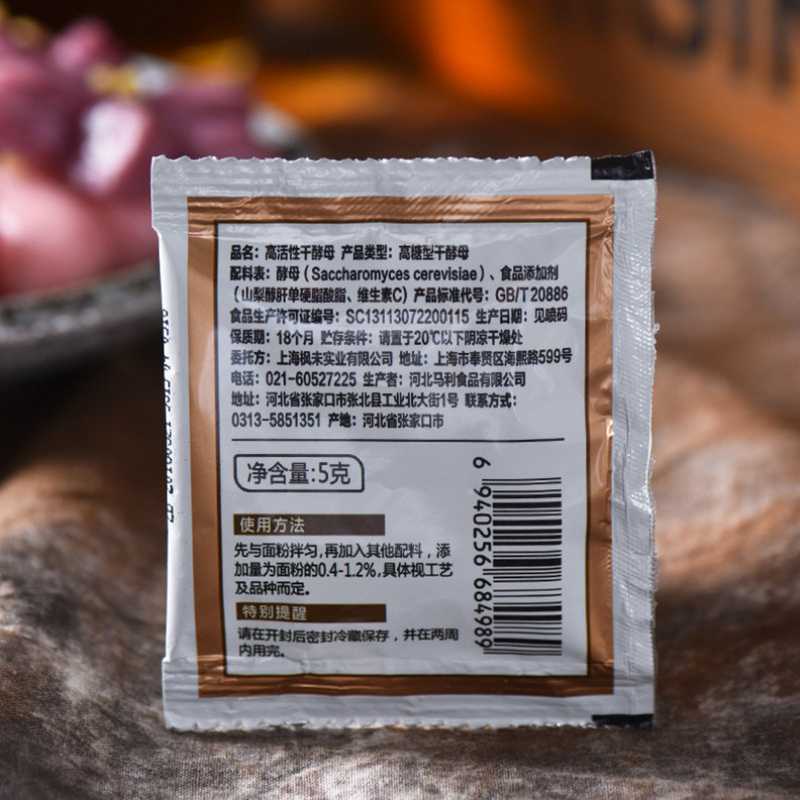 品名：高活性干酵母 产品类型：高糖型干酵母
配料表：酵母（Saccharomyces cerevisiae）、食品添加剂
（山梨醇酐单硬脂酸脂、维生素C）产品标准代号：GB/T 20886
食品生产许可证编号：SC13113072200115 生产日期：见喷码
保质期：18个月 贮存条件：请置于20℃以下阴凉干燥处
委托方：上海枫未实业有限公司 地址：上海市奉贤区海熙路599号
电话：021-60527225 生产者：河北马利食品有限公司
地址：河北省张家口市张北县工业北大街1号 联系方式：
0313-5851351 产地：河北省张家口市
净含量:5克
使用方法
先与面粉拌匀,再加入其他配料，添
加量为面粉的0.4-1.2%,具体视工艺
及品种而定。
特别提醒
请在开封后密封冷藏保存，并在两周
内用完。
6 940256 684989